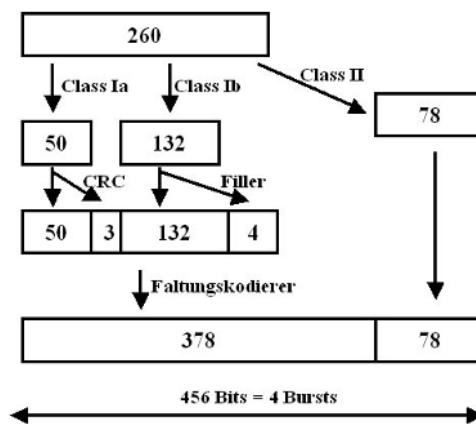 260
Class Ia Class Ib Class II
50 132 78
CRC Filler
50 3 132 4
Faltungskodierer
378 78
456 Bits = 4 Bursts